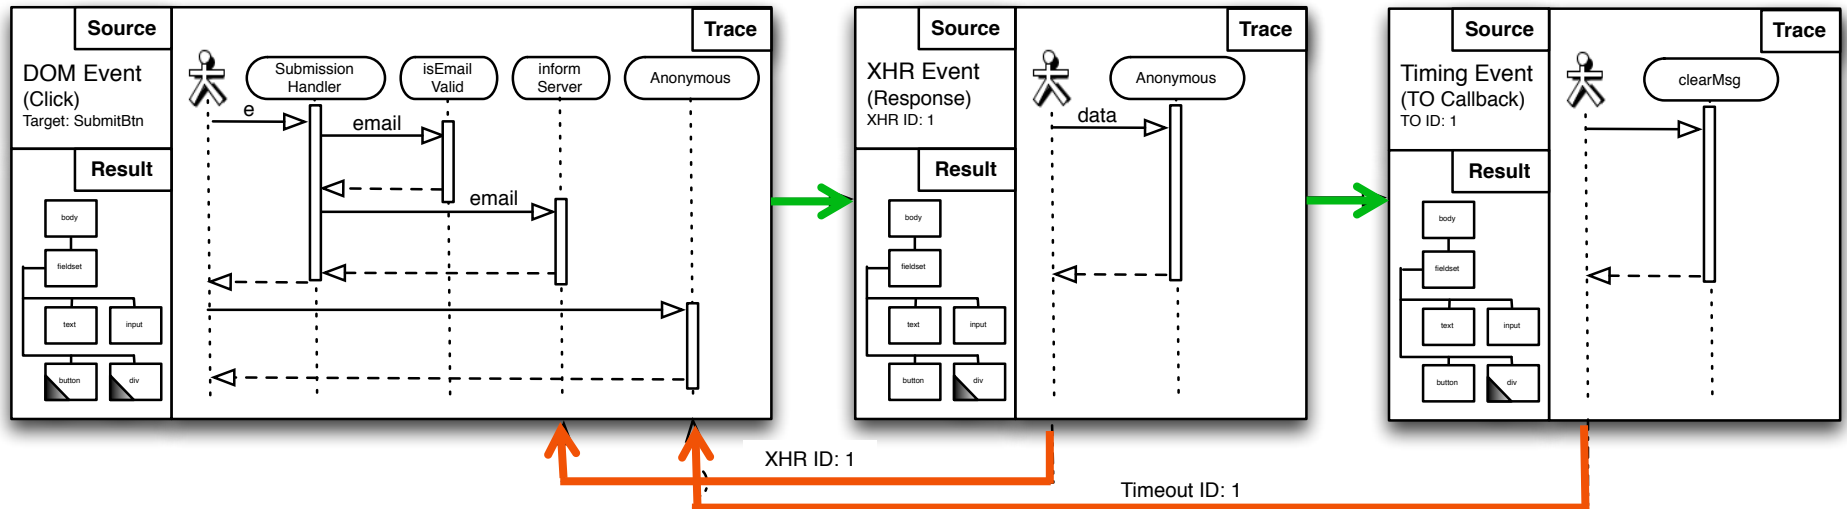 Source
Trace
DOM Event
(Click)
Target: SubmitBtn
Submission
Handler
isEmail
Valid
inform
Server
Anonymous
e
email
email
Result
body
fieldset
text
input
button
div
Source
Trace
XHR Event
(Response)
XHR ID: 1
Anonymous
data
Result
body
fieldset
text
input
button
div
Source
Trace
Timing Event
(TO Callback)
TO ID: 1
clearMsg
Result
body
fieldset
text
input
button
div
XHR ID: 1
Timeout ID: 1